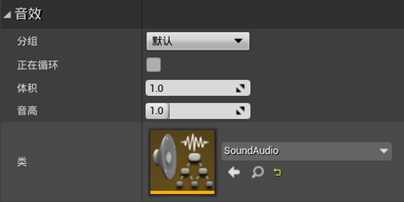 音效
分组 默认
正在循环
体积 1.0
音高 1.0
类 SoundAudio